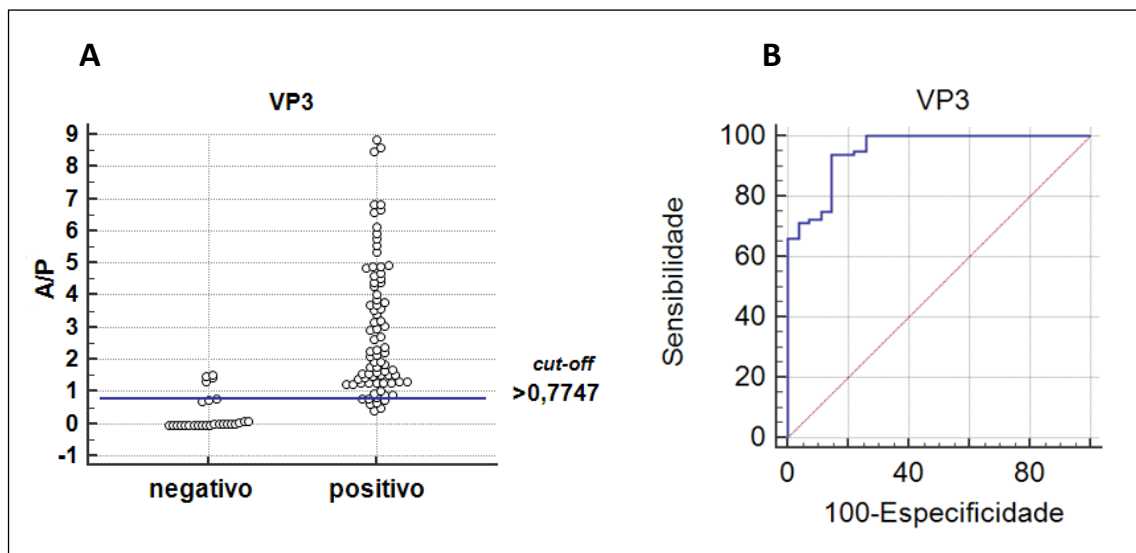 A
VP3
9
8
7
6
5
4
3
2
1
0
-1
A/P
negativo
positivo
cut-off
>0,7747
B
VP3
100
80
60
40
20
0
Sensibilidade
0
40
80
100-Especificidade